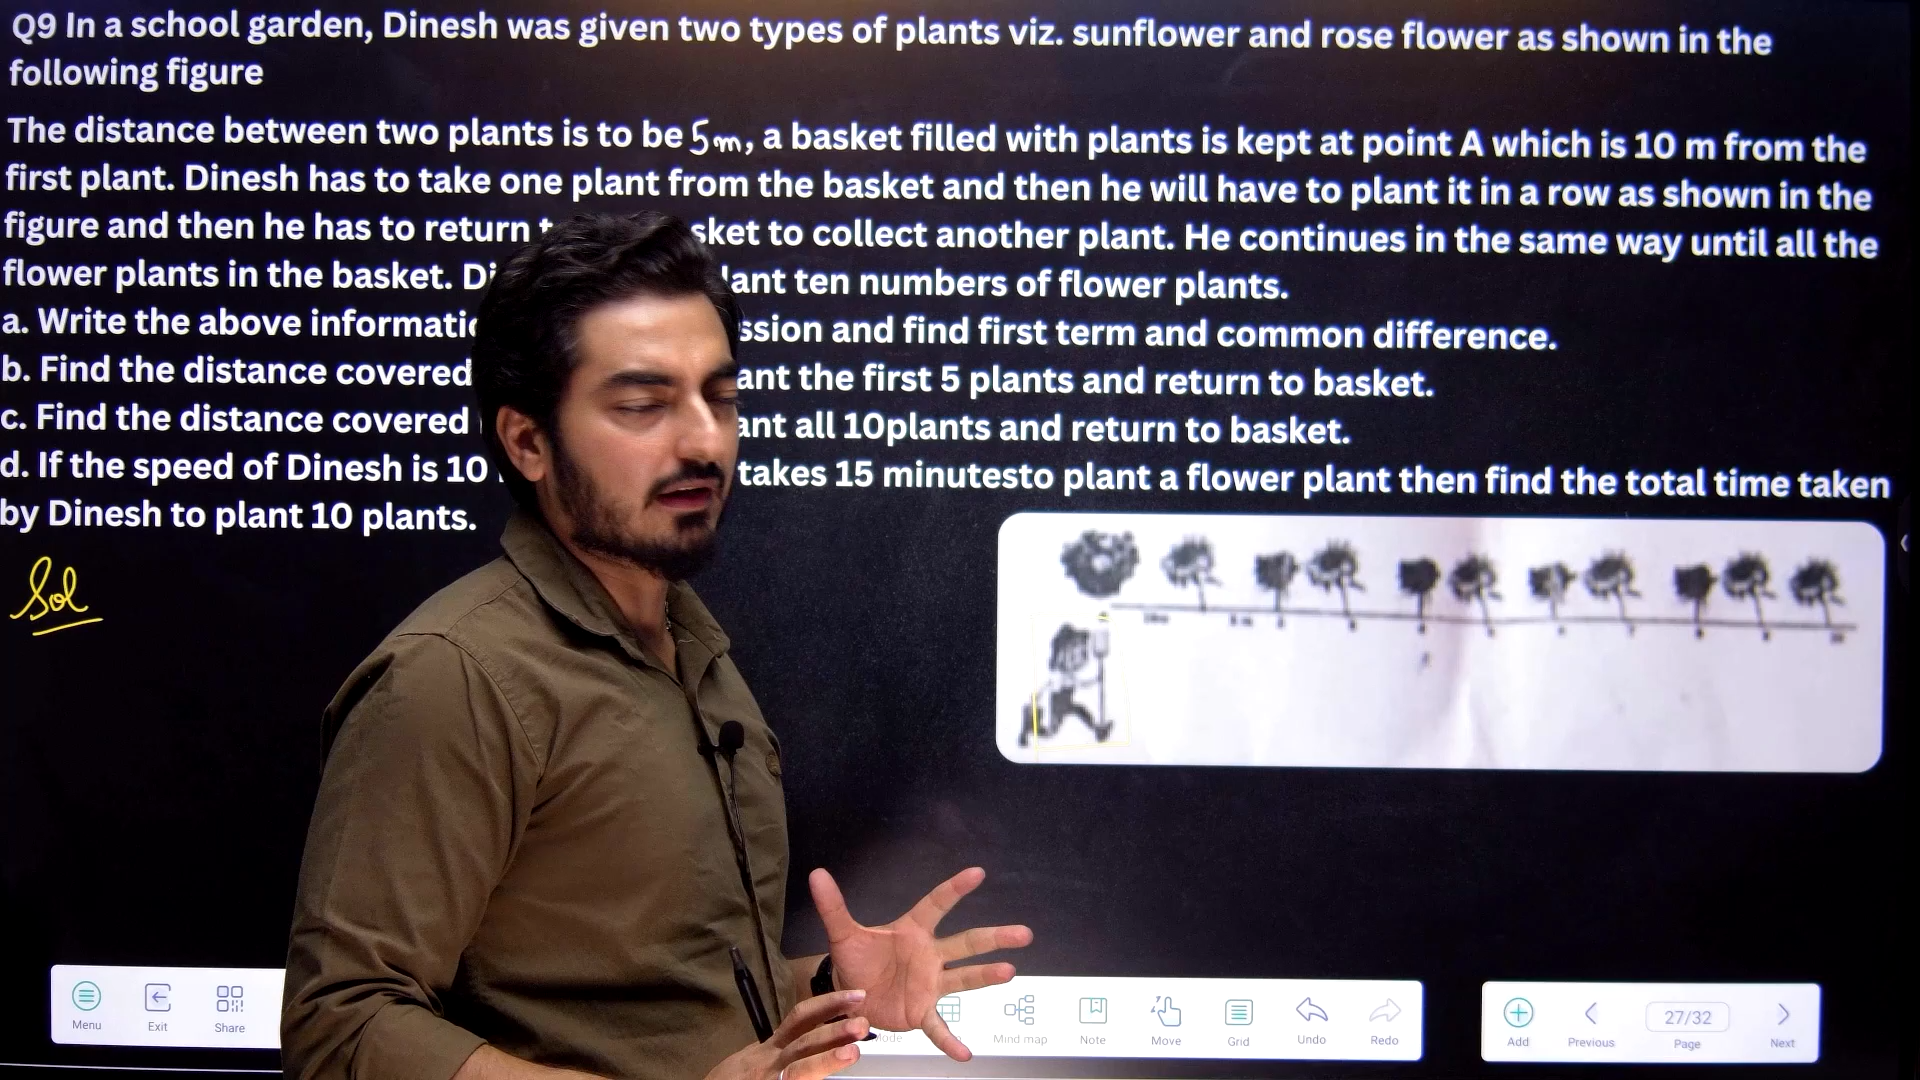 Q9 In a school garden, Dinesh was given two types of plants viz. sunflower and rose flower as shown in the
following figure
The distance between two plants is to be 5m, a basket filled with plants is kept at point A which is 10 m from the
first plant. Dinesh has to take one plant from the basket and then he will have to plant it in a row as shown in the
figure and then he has to return sket to collect another plant. He continues in the same way until all the
flower plants in the basket. Di lant ten numbers of flower plants.
a. Write the above informatio ssion and find first term and common difference.
b. Find the distance covered ant the first 5 plants and return to basket.
c. Find the distance covered ant all 10plants and return to basket.
d. If the speed of Dinesh is 10 takes 15 minutesto plant a flower plant then find the total time taken
by Dinesh to plant 10 plants.
Sol
Menu
Exit
Share
Mind map
Note
Move
Grid
Undo
Redo
Add
Previous
27/32
Page
Next